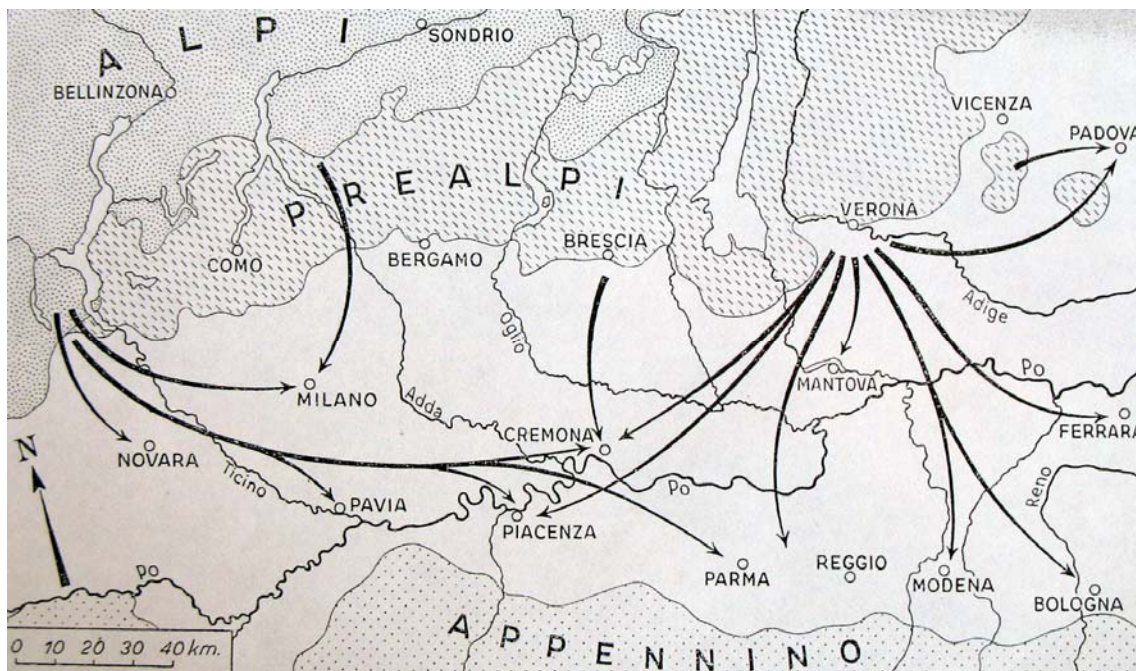 ALPI
SONDRIO
BELLINZONA
VICENZA
PADOVA
PREALPI
VERONA
COMO
BERGAMO
BRESCIA
Oglio
Adige
MILANO
MANTOVA
Po
Adda
CREMONA
FERRARA
N
NOVARA
Ticino
Po
Reno
PAVIA
PIACENZA
PARMA
REGGIO
MODENA
BOLOGNA
Po
APPENNINO
0 10 20 30 40 km.